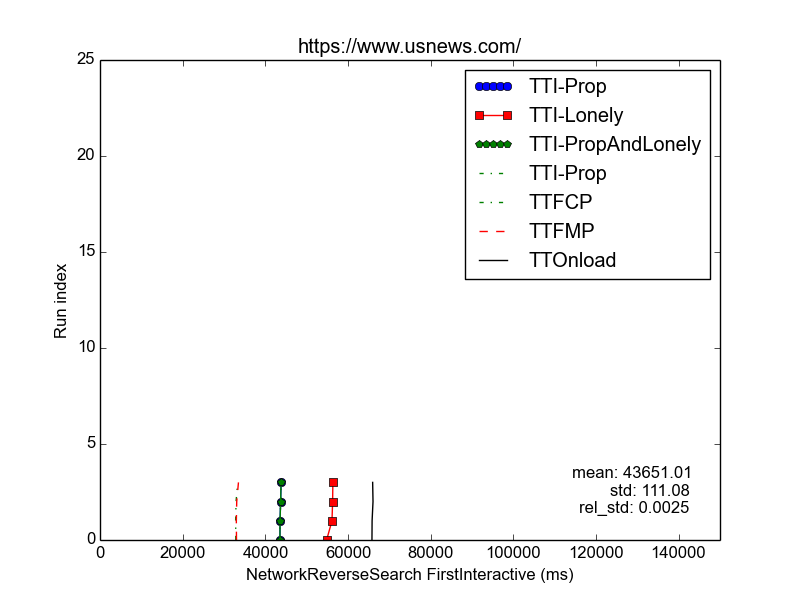 https://www.usnews.com/
25
20
15
10
5
0
Run index
TTI-Prop
TTI-Lonely
TTI-PropAndLonely
TTI-Prop
TTFCP
TTFMP
TTOnload
mean: 43651.01
std: 111.08
rel_std: 0.0025
0 20000 40000 60000 80000 100000 120000 140000
NetworkReverseSearch FirstInteractive (ms)